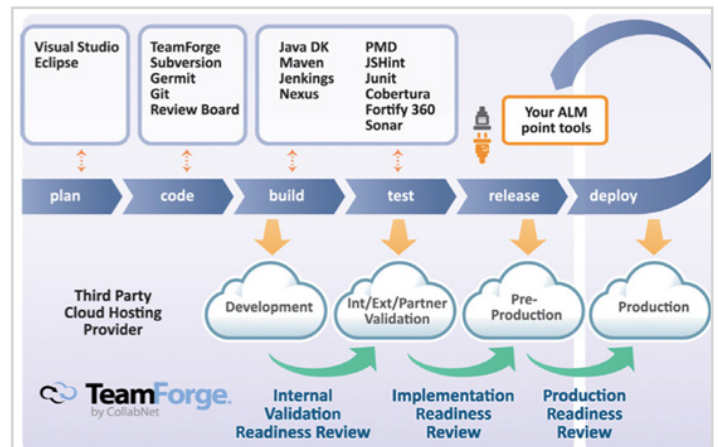 Visual Studio
Eclipse
TeamForge
Subversion
Germit
Git
Review Board
Java DK
Maven
Jenkings
Nexus
PMD
JSHint
Junit
Cobertura
Fortify 360
Sonar
Your ALM
point tools
plan
code
build
test
release
deploy
Third Party
Cloud Hosting
Provider
Development
Int/Ext/Partner
Validation
Pre-
Production
Production
TeamForge.
by CollabNet
Internal
Validation
Readiness Review
Implementation
Readiness
Review
Production
Readiness
Review